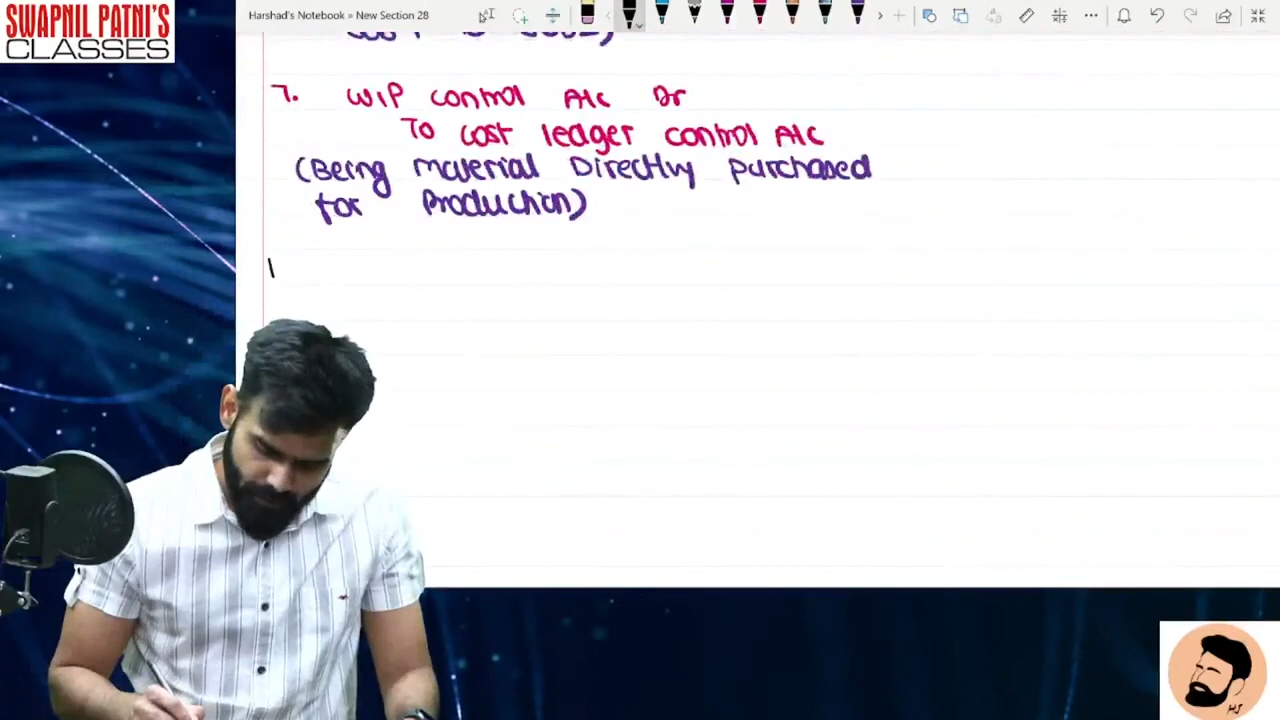 SWAPNIL PATNI'S
CLASSES
Harshad's Notebook » New Section 28
7. WIP control A/c Dr
To cost ledger control A/c
(Being material Directly purchased
for Production)
HS